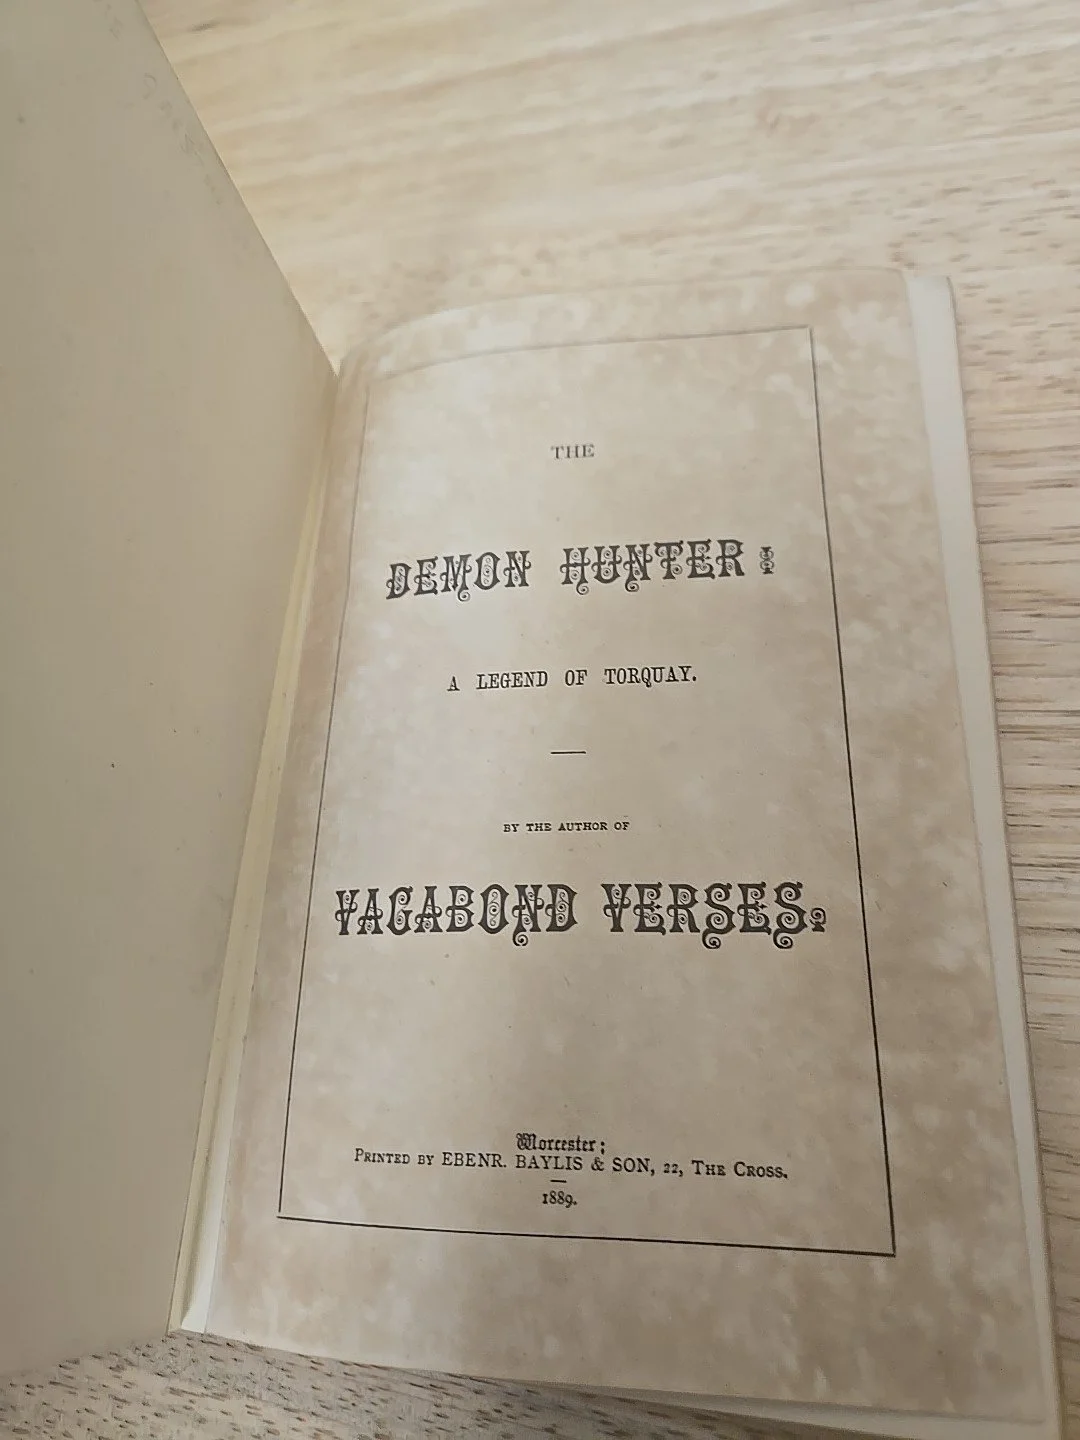 THE
DEMON HUNTER:
A LEGEND OF TORQUAY.
BY THE AUTHOR OF
VAGABOND VERSES.
Worcester:
PRINTED BY EBENR. BAYLIS & SON, 22, THE CROSS.
1889.